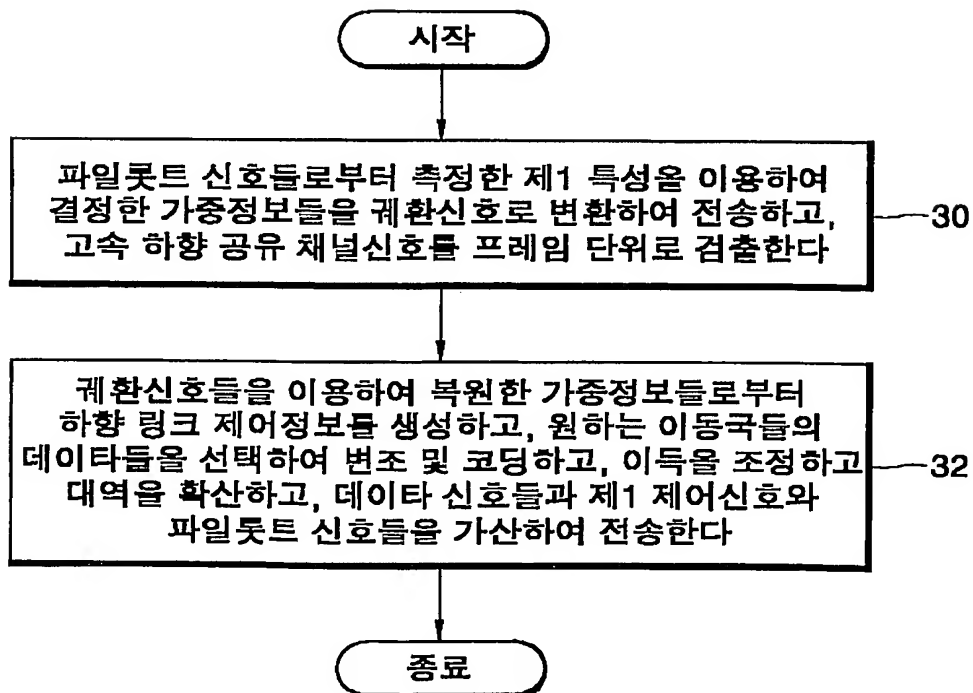 시작
파일롯트 신호들로부터 측정한 제1 특성을 이용하여
결정한 가중정보들을 궤환신호로 변환하여 전송하고,
고속 하향 공유 채널신호를 프레임 단위로 검출한다
30
궤환신호들을 이용하여 복원한 가중정보들로부터
하향 링크 제어정보를 생성하고, 원하는 이동국들의
데이타들을 선택하여 변조 및 코딩하고, 이득을 조정하고
대역을 확산하고, 데이타 신호들과 제1 제어신호와
파일롯트 신호들을 가산하여 전송한다
32
종료